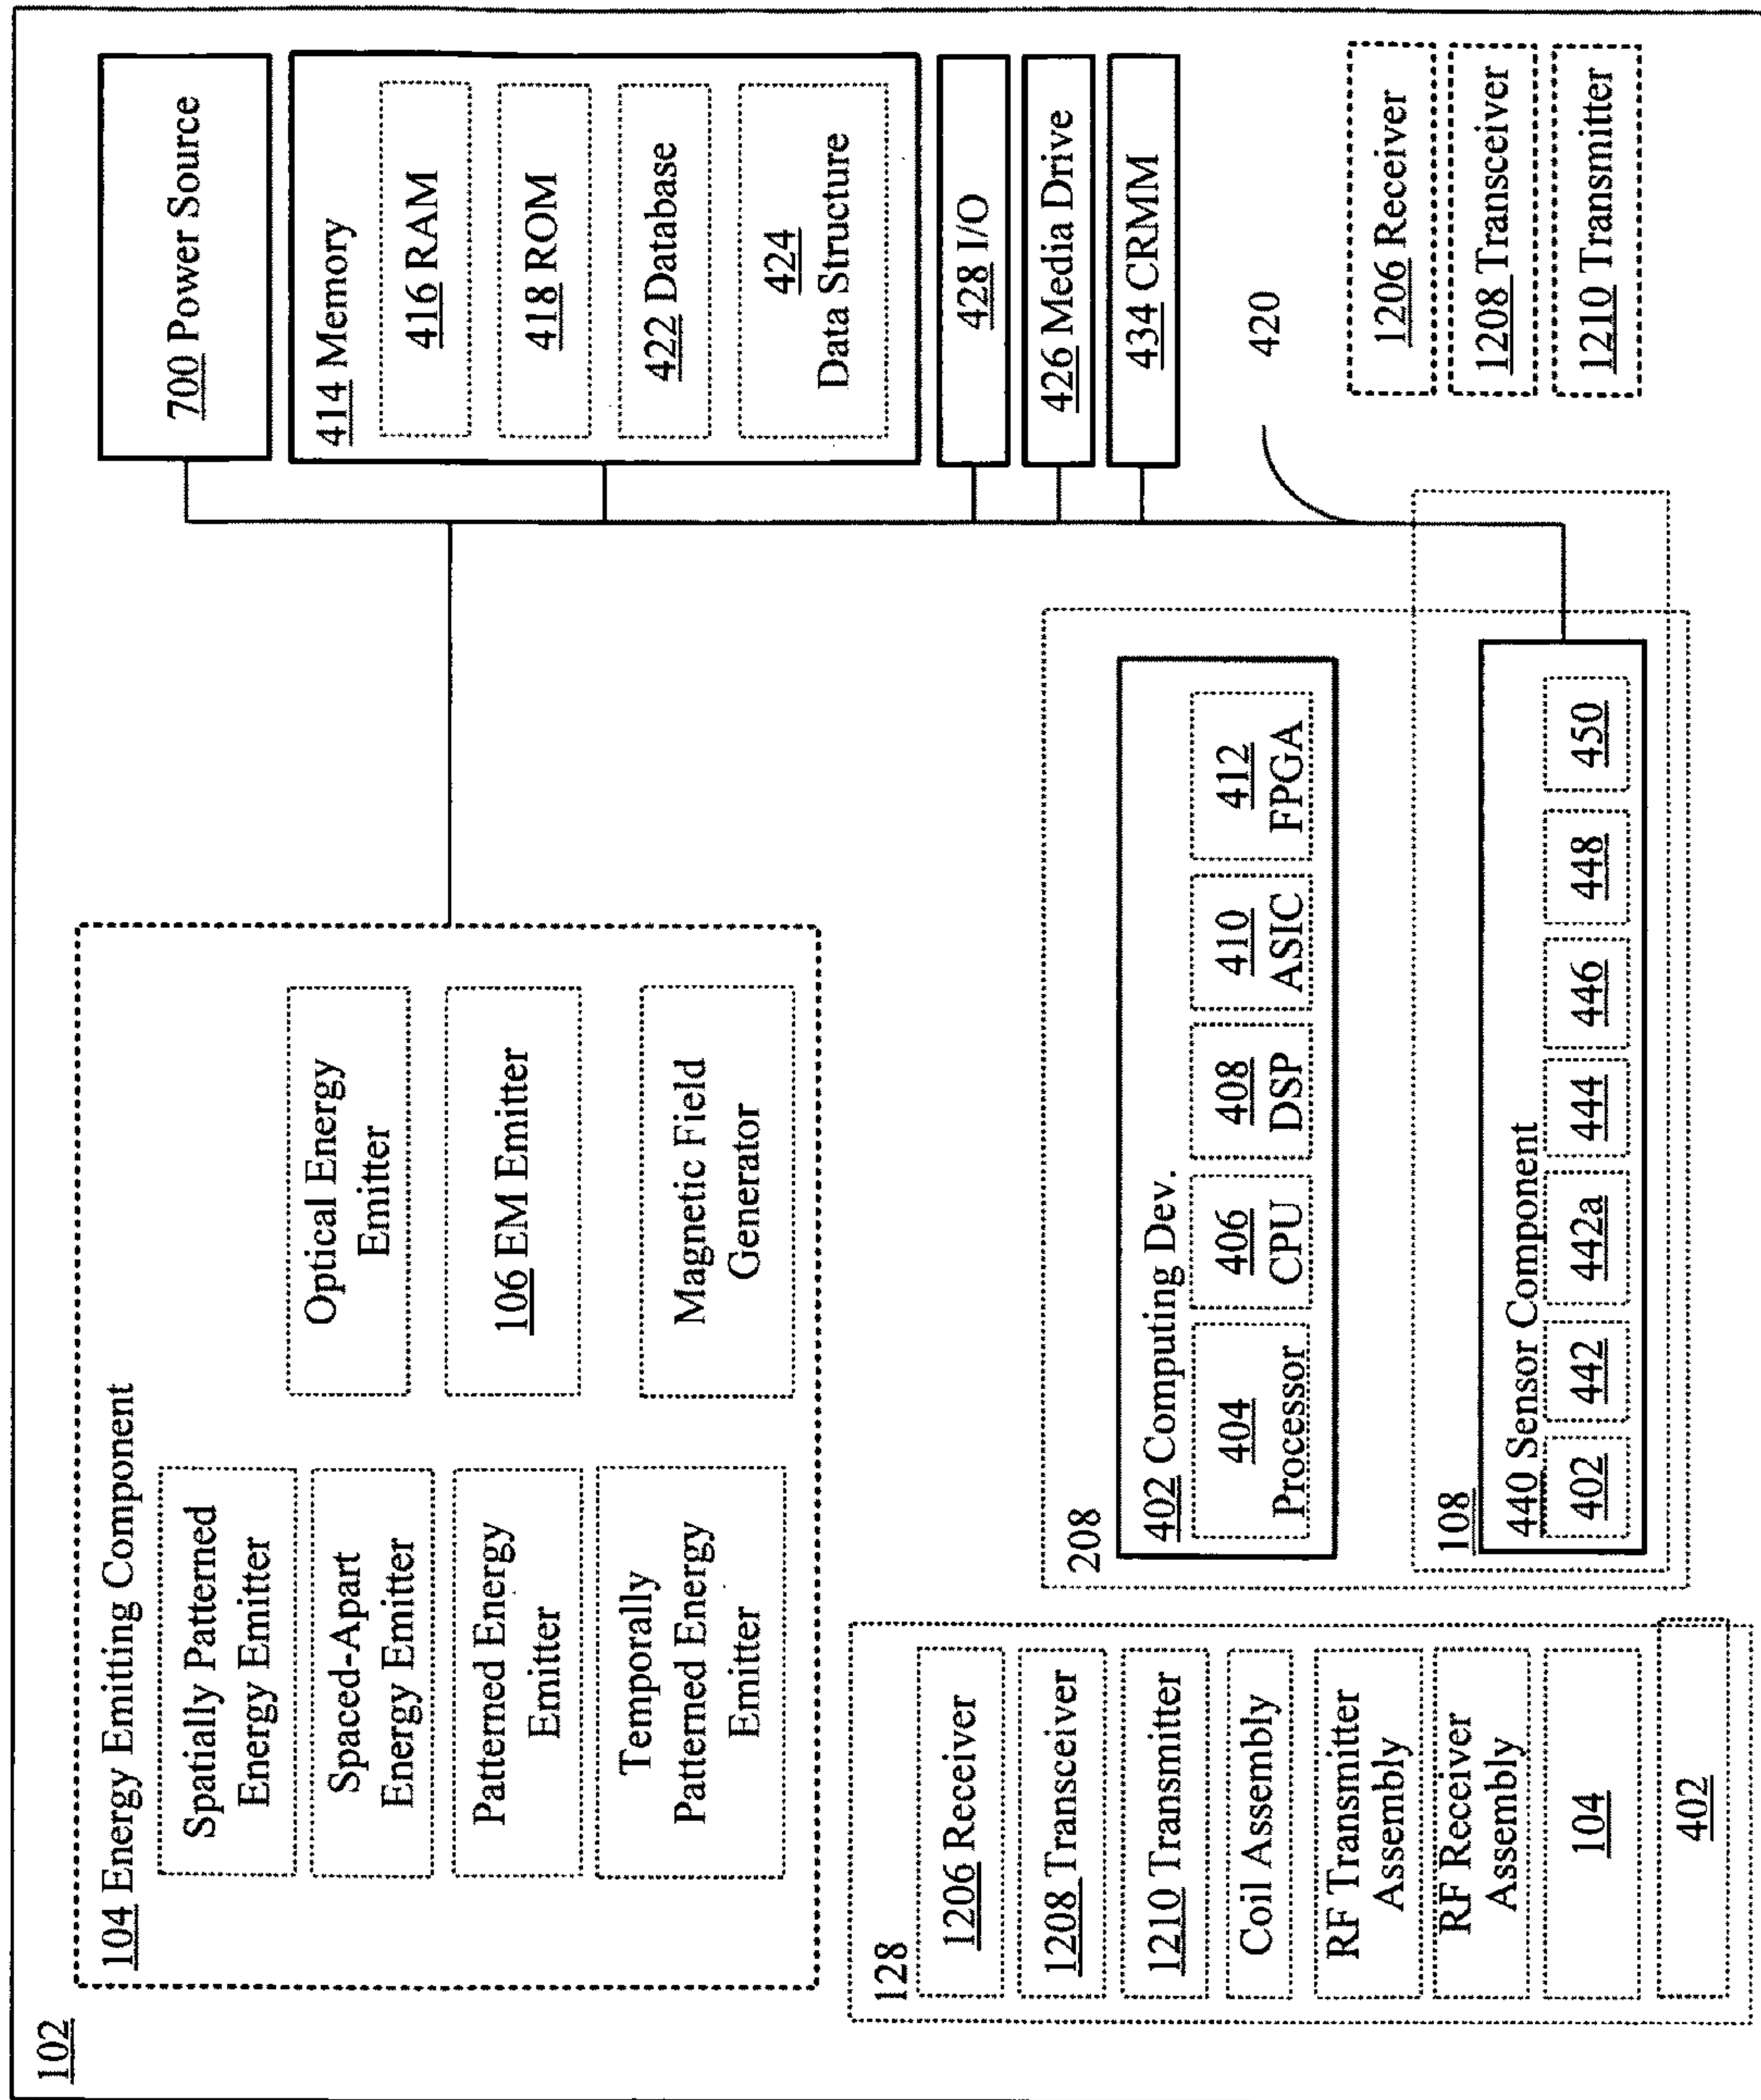 102
104 Energy Emitting Component
Spatially Patterned
Energy Emitter
Spaced-Apart
Energy Emitter
Patterned Energy
Emitter
Temporally
Patterned Energy
Emitter
Optical Energy
Emitter
106 EM Emitter
Magnetic Field
Generator
700 Power Source
414 Memory
416 RAM
418 ROM
422 Database
424
Data Structure
428 I/O
426 Media Drive
434 CRMM
420
128
1206 Receiver
1208 Transceiver
1210 Transmitter
Coil Assembly
RF Transmitter
Assembly
RF Receiver
Assembly
104
402
208
402 Computing Dev.
404
Processor
406
CPU
408
DSP
410
ASIC
412
FPGA
108
440 Sensor Component
402
442
442a
444
446
448
450
1206 Receiver
1208 Transceiver
1210 Transmitter